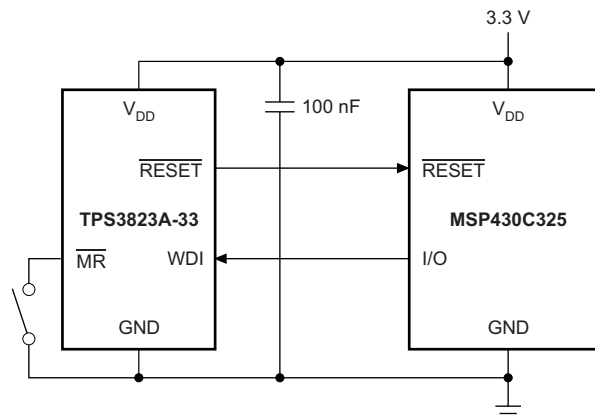 3.3 V
V_DD
100 nF
V_DD
RESET
RESET
TPS3823A-33
MSP430C325
MR
WDI
I/O
GND
GND